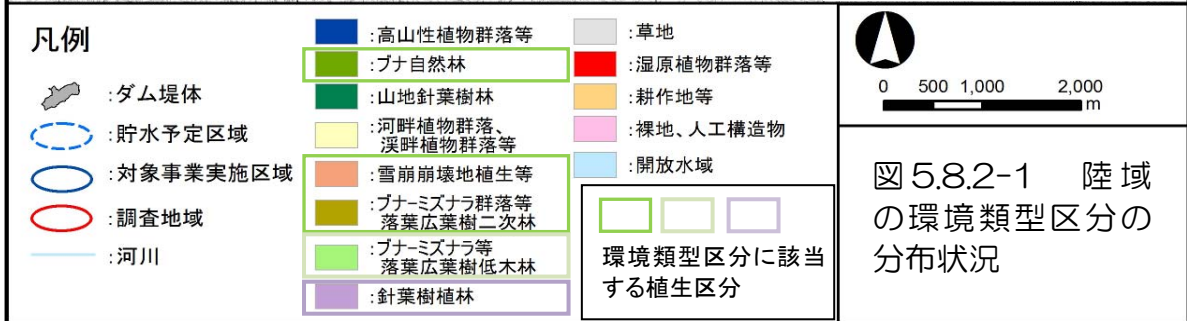 凡例
:ダム堤体
:貯水予定区域
:対象事業実施区域
:調査地域
:河川
:高山性植物群落等
:ブナ自然林
:山地針葉樹林
:河畔植物群落、
渓畔植物群落等
:雪崩崩壊地植生等
:ブナーミズナラ群落等
落葉広葉樹二次林
:ブナーミズナラ等
落葉広葉樹低木林
:針葉樹植林
:草地
:湿原植物群落等
:耕作地等
:裸地、人工構造物
:開放水域
環境類型区分に該当
する植生区分
0 500 1,000 2,000
m
図5.8.2-1 陸域
の環境類型区分の
分布状況